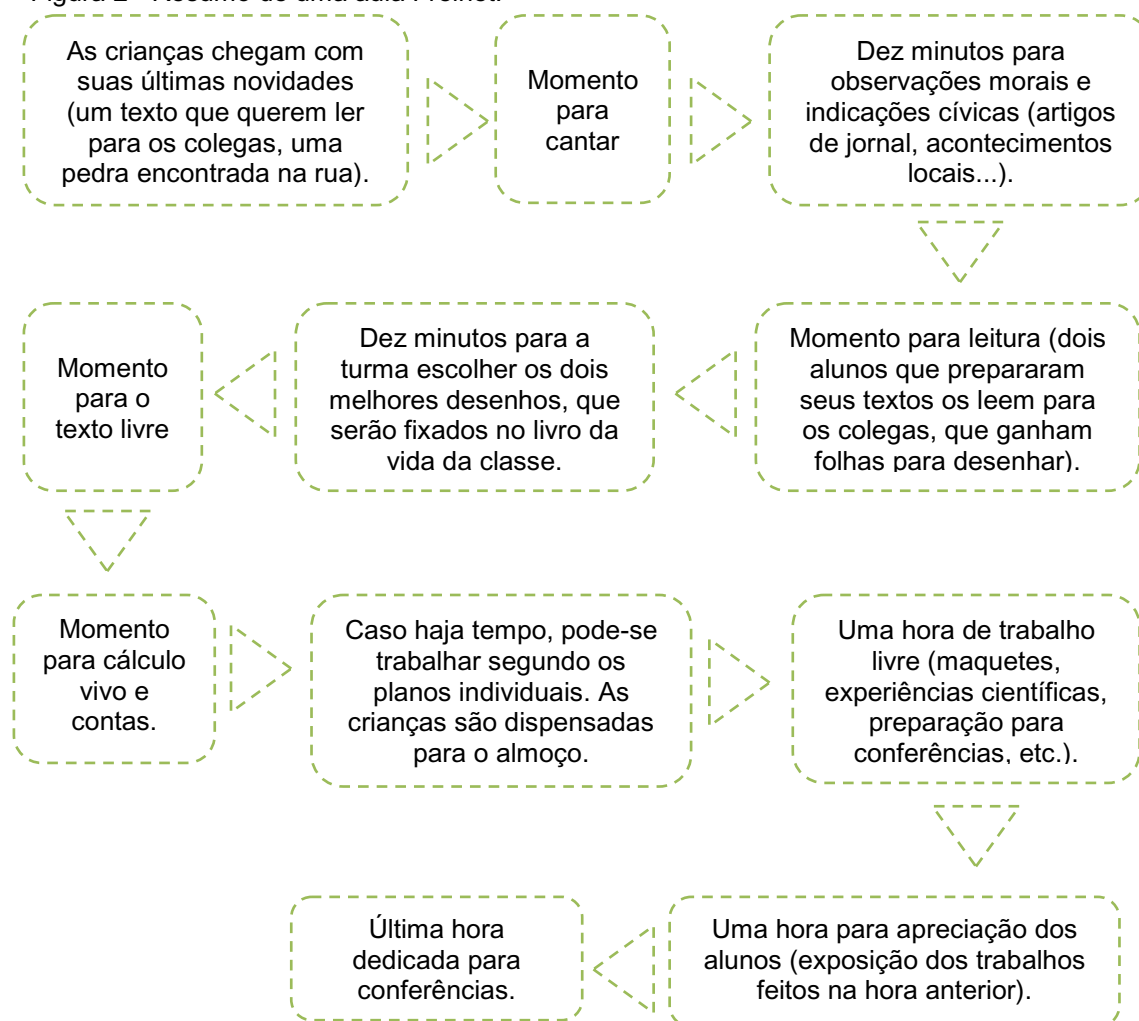 As crianças chegam com
suas últimas novidades
(um texto que querem ler
para os colegas, uma
pedra encontrada na rua).
Momento
para
cantar
Dez minutos para
observações morais e
indicações cívicas (artigos
de jornal, acontecimentos
locais...).
Momento para leitura (dois
alunos que prepararam
seus textos os leem para
os colegas, que ganham
folhas para desenhar).
Dez minutos para a
turma escolher os dois
melhores desenhos, que
serão fixados no livro da
vida da classe.
Momento
para o
texto livre
Momento
para cálculo
vivo e
contas.
Caso haja tempo, pode-se
trabalhar segundo os
planos individuais. As
crianças são dispensadas
para o almoço.
Uma hora de trabalho
livre (maquetes,
experiências científicas,
preparação para
conferências, etc.).
Uma hora para apreciação dos
alunos (exposição dos trabalhos
feitos na hora anterior).
Última hora
dedicada para
conferências.